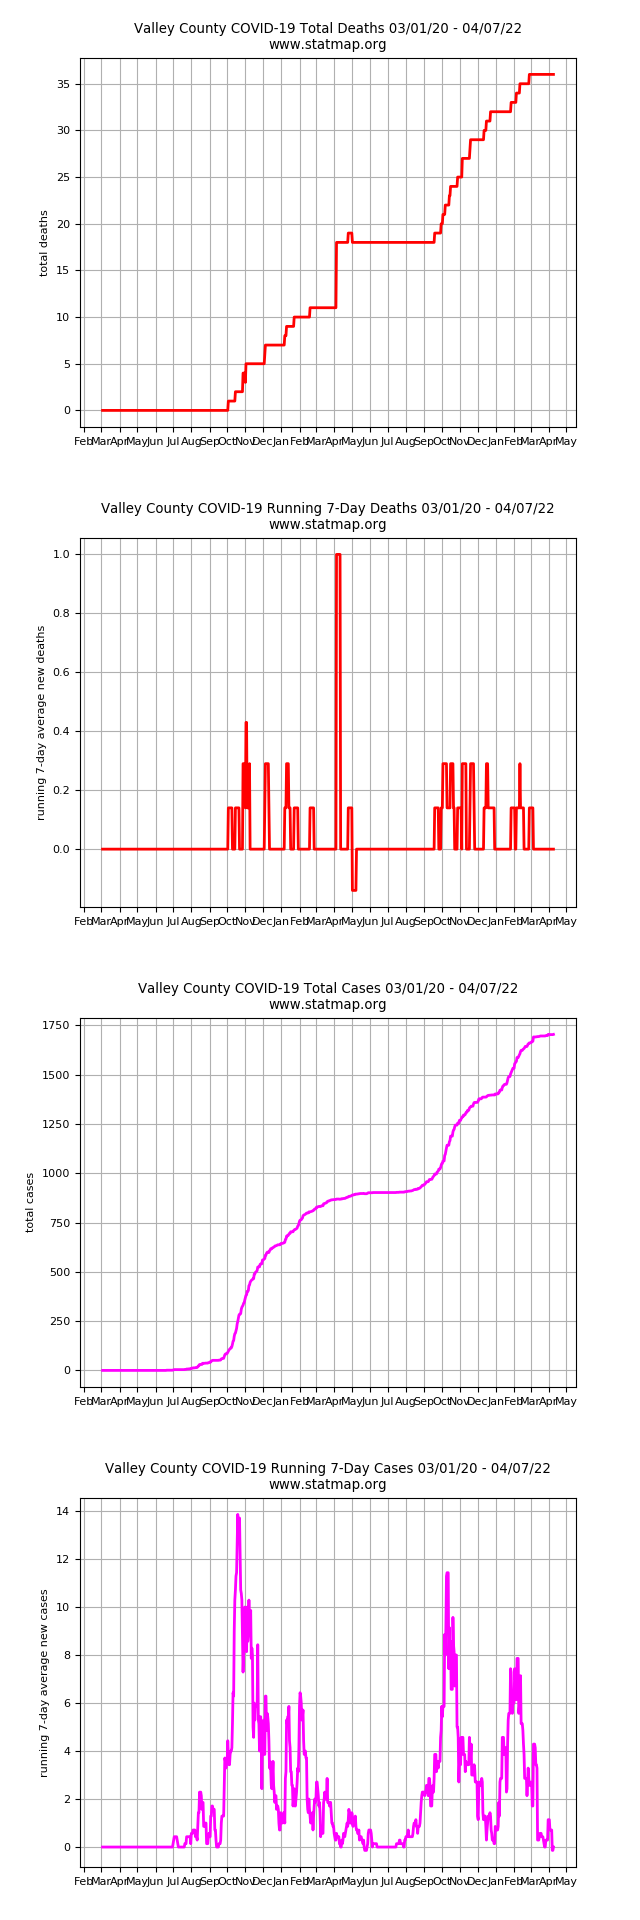 Valley County COVID-19 Total Deaths 03/01/20 - 04/07/22
www.statmap.org
35
30
25
20
15
10
5
0
total deaths
Feb Mar Apr May Jun Jul Aug Sep Oct Nov Dec Jan Feb Mar Apr May Jun Jul Aug Sep Oct Nov Dec Jan Feb Mar Apr May
Valley County COVID-19 Running 7-Day Deaths 03/01/20 - 04/07/22
www.statmap.org
1.0
0.8
0.6
0.4
0.2
0.0
running 7-day average new deaths
Feb Mar Apr May Jun Jul Aug Sep Oct Nov Dec Jan Feb Mar Apr May Jun Jul Aug Sep Oct Nov Dec Jan Feb Mar Apr May
Valley County COVID-19 Total Cases 03/01/20 - 04/07/22
www.statmap.org
1750
1500
1250
1000
750
500
250
0
total cases
Feb Mar Apr May Jun Jul Aug Sep Oct Nov Dec Jan Feb Mar Apr May Jun Jul Aug Sep Oct Nov Dec Jan Feb Mar Apr May
Valley County COVID-19 Running 7-Day Cases 03/01/20 - 04/07/22
www.statmap.org
14
12
10
8
6
4
2
0
running 7-day average new cases
Feb Mar Apr May Jun Jul Aug Sep Oct Nov Dec Jan Feb Mar Apr May Jun Jul Aug Sep Oct Nov Dec Jan Feb Mar Apr May